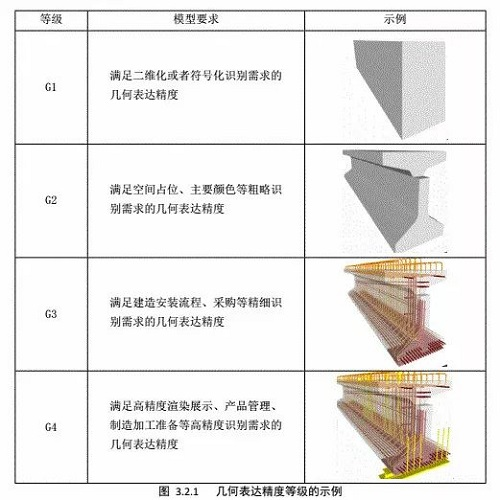 等级 模型要求 示例
G1
满足二维化或者符号化识别需求的
几何表达精度
G2
满足空间占位、主要颜色等粗略识
别需求的几何表达精度
G3
满足建造安装流程、采购等精细识
别需求的几何表达精度
G4
满足高精度渲染展示、产品管理、
制造加工准备等高精度识别需求的
几何表达精度
图 3.2.1 几何表达精度等级的示例